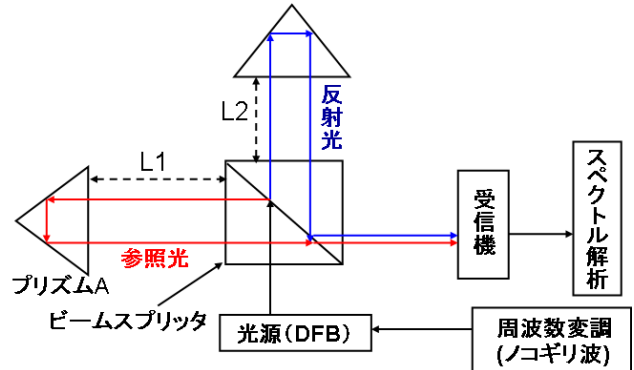 L2
反射光
L1
参照光
プリズムA
ビームスプリッタ
受信機
スペクトル解析
光源(DFB)
周波数変調
(ノコギリ波)